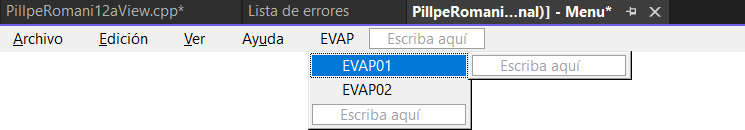 PillpeRomani12aView.cpp* Lista de errores PillpeRomani...nal)] - Menu*
Archivo Edición Ver Ayuda EVAP Escriba aquí
EVAP01 Escriba aquí
EVAP02
Escriba aquí